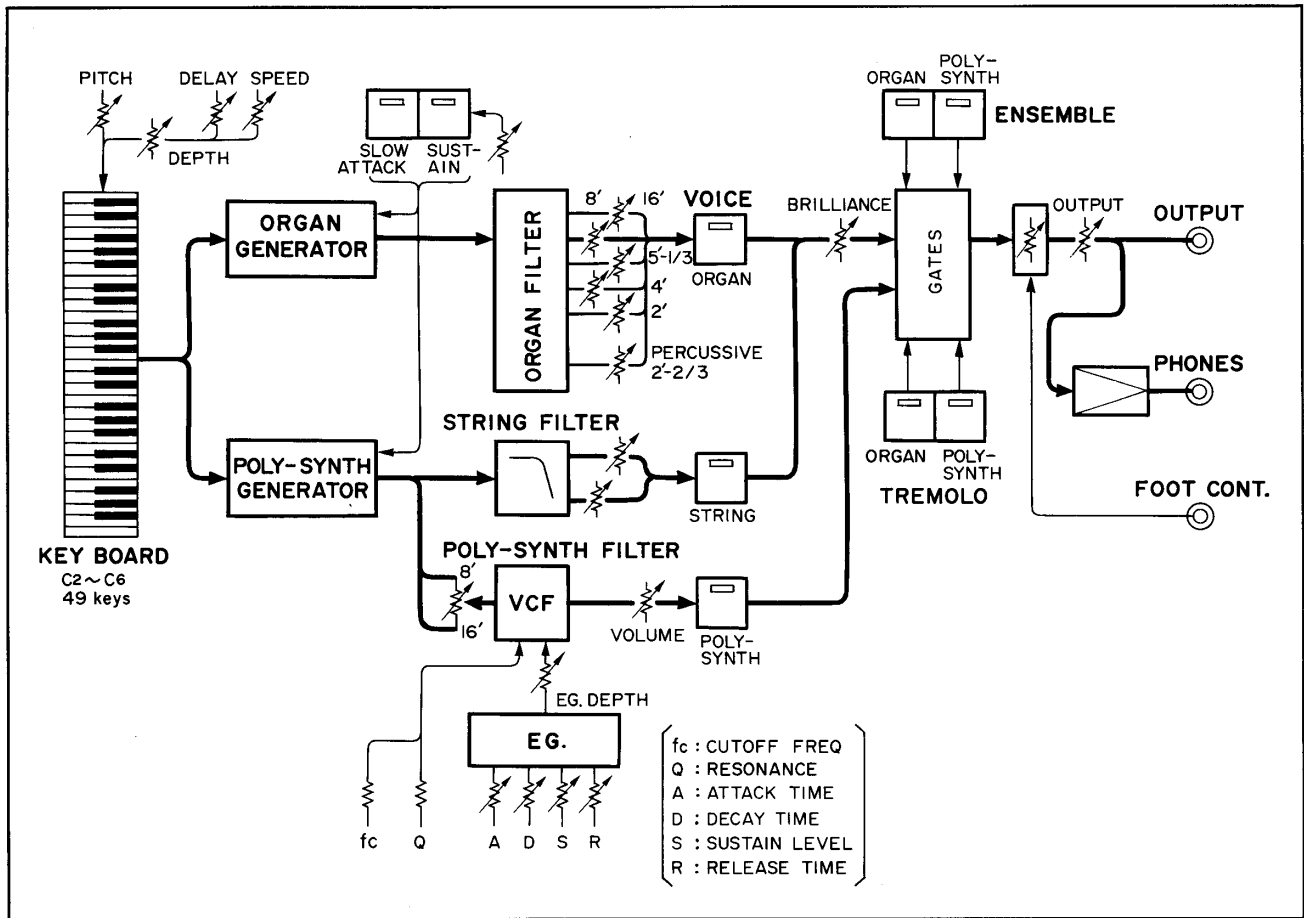 PITCH
DELAY SPEED
DEPTH
SLOW
ATTACK
SUST-
AIN
ORGAN
POLY-
SYNTH
ENSEMBLE
ORGAN
GENERATOR
ORGAN FILTER
8'
16'
5'-1/3
4'
2'
PERCUSSIVE
2'-2/3
VOICE
ORGAN
BRILLIANCE
GATES
OUTPUT
OUTPUT
PHONES
ORGAN
POLY-
SYNTH
TREMOLO
FOOT CONT.
STRING FILTER
POLY-SYNTH
GENERATOR
STRING
KEY BOARD
C2~C6
49 keys
POLY-SYNTH FILTER
8'
16'
VCF
VOLUME
POLY-
SYNTH
EG. DEPTH
EG.
fc
Q
A
D
S
R
fc : CUTOFF FREQ
Q : RESONANCE
A : ATTACK TIME
D : DECAY TIME
S : SUSTAIN LEVEL
R : RELEASE TIME